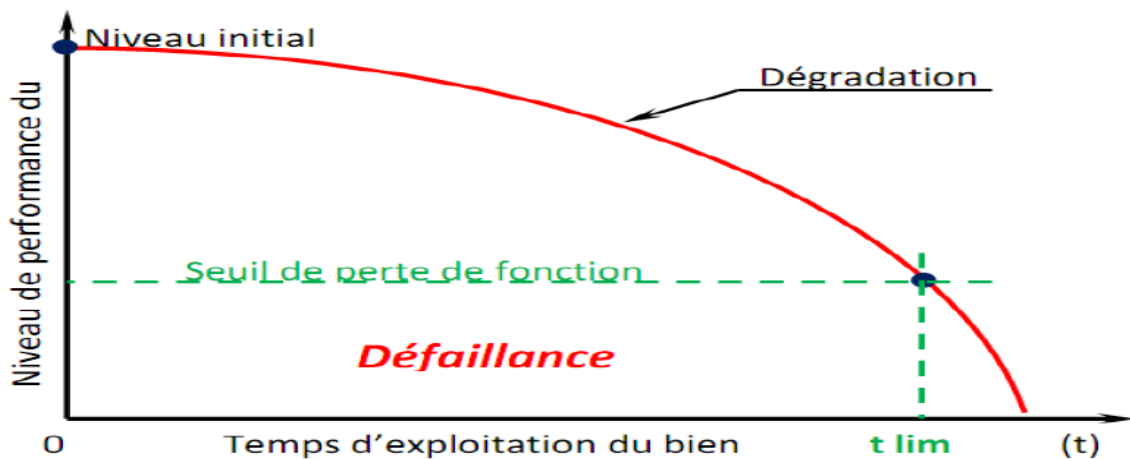 Niveau initial
Dégradation
Niveau de performance du
Seuil de perte de fonction
Défaillance
0 Temps d'exploitation du bien t lim (t)